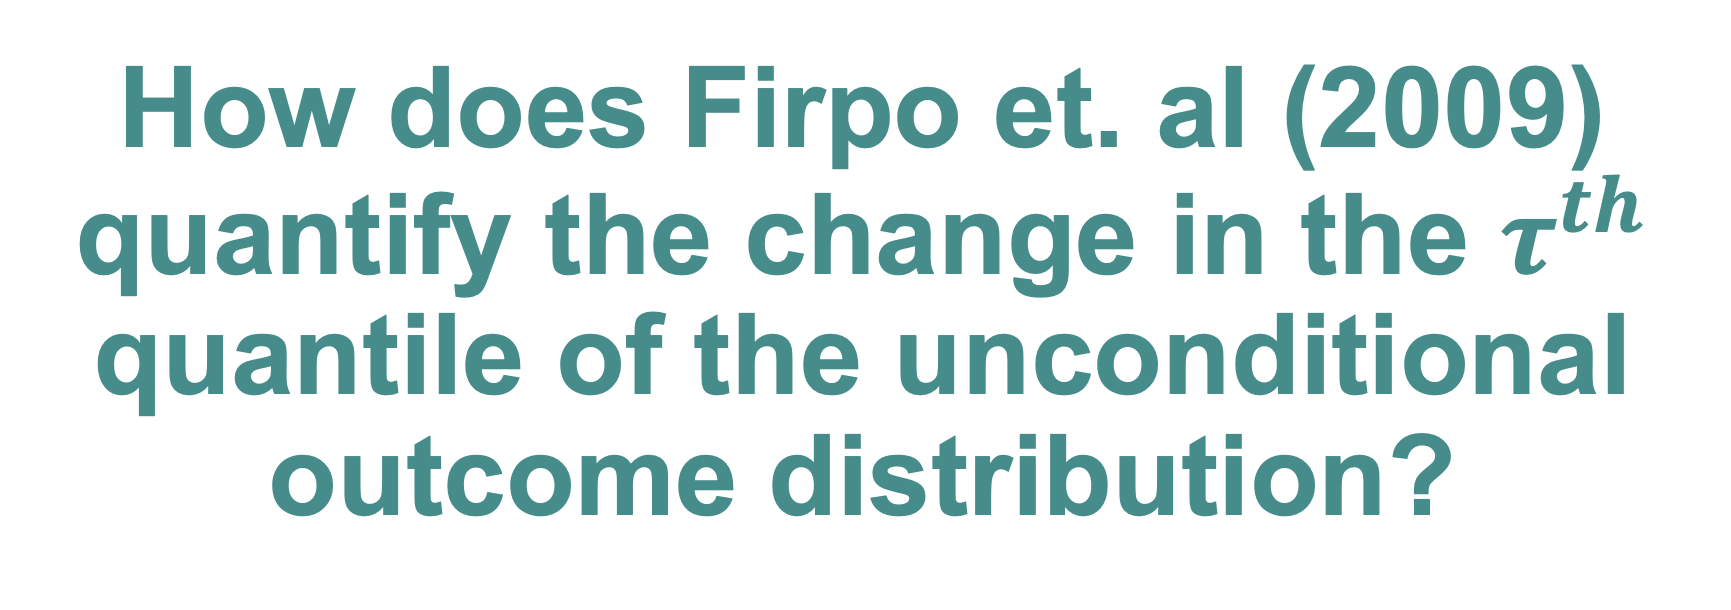 How does Firpo et. al (2009)
quantify the change in the τ^th
quantile of the unconditional
outcome distribution?